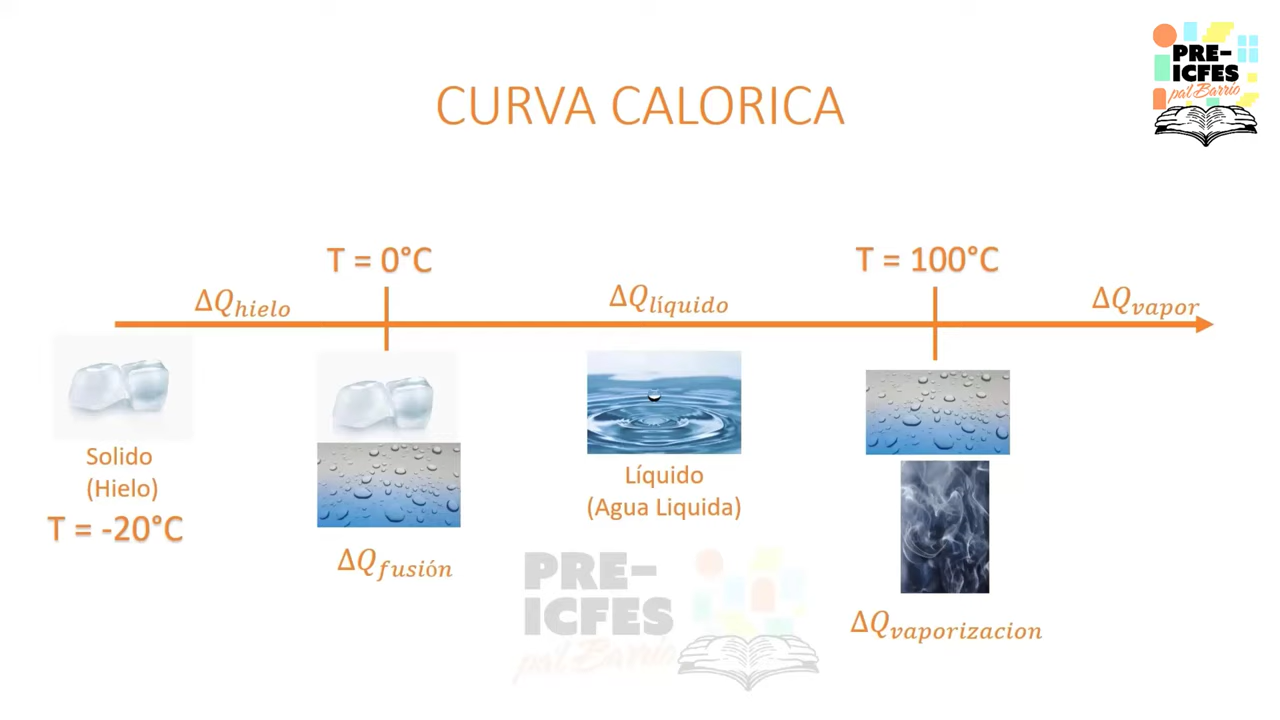 PRE-
ICFES
pa'l Barrio
CURVA CALORICA
T = 0°C
T = 100°C
ΔQhielo
ΔQlíquido
ΔQvapor
Solido
(Hielo)
T = -20°C
Líquido
(Agua Liquida)
ΔQfusión
ΔQvaporizacion
PRE-
ICFES
pa'l Barrio